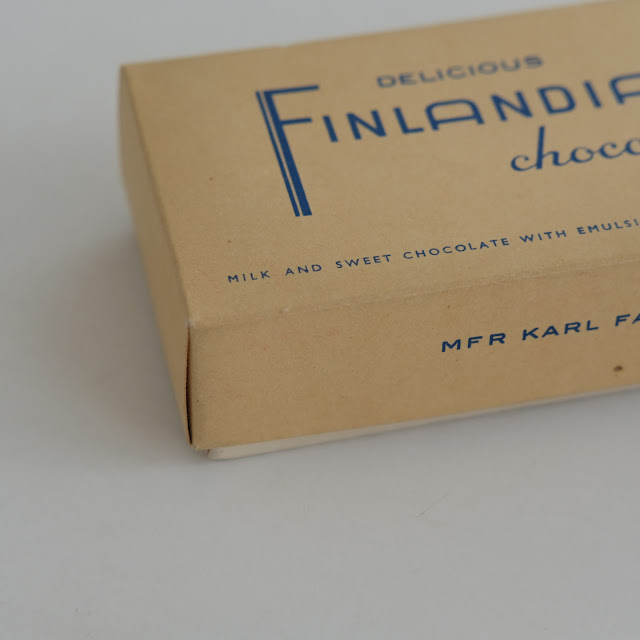 DELICIOUS
FINLANDIA
choco
MILK AND SWEET CHOCOLATE WITH EMULSI
MFR KARL FA